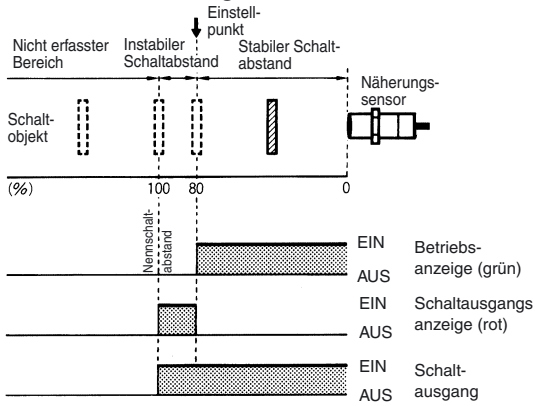 Einstell-
punkt
Nicht erfasster
Bereich
Instabiler
Schaltabstand
Stabiler Schalt-
abstand
Näherungs-
sensor
Schalt-
objekt
(%)
100
80
0
Nennschalt-
abstand
EIN
AUS
Betriebs-
anzeige (grün)
EIN
AUS
Schaltausgangs
anzeige (rot)
EIN
AUS
Schalt-
ausgang